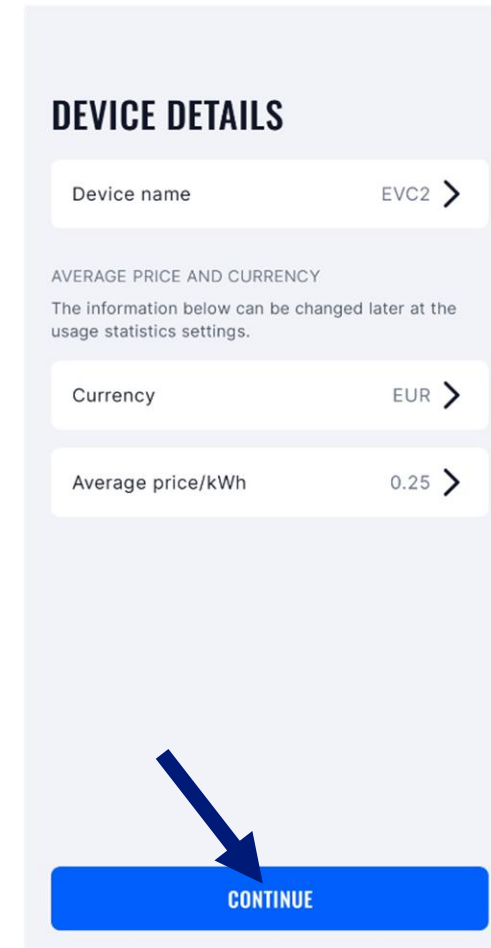 DEVICE DETAILS
Device name EVC2
AVERAGE PRICE AND CURRENCY
The information below can be changed later at the
usage statistics settings.
Currency EUR
Average price/kWh 0.25
CONTINUE